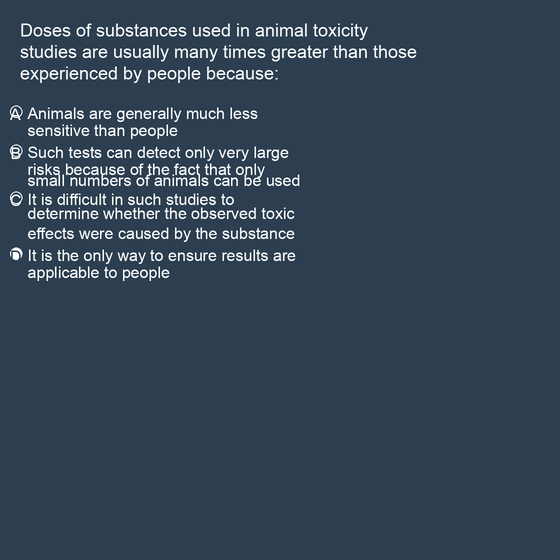 Doses of substances used in animal toxicity
studies are usually many times greater than those
experienced by people because:
A Animals are generally much less
sensitive than people
B Such tests can detect only very large
risks because of the fact that only
small numbers of animals can be used
C It is difficult in such studies to
determine whether the observed toxic
effects were caused by the substance
D It is the only way to ensure results are
applicable to people